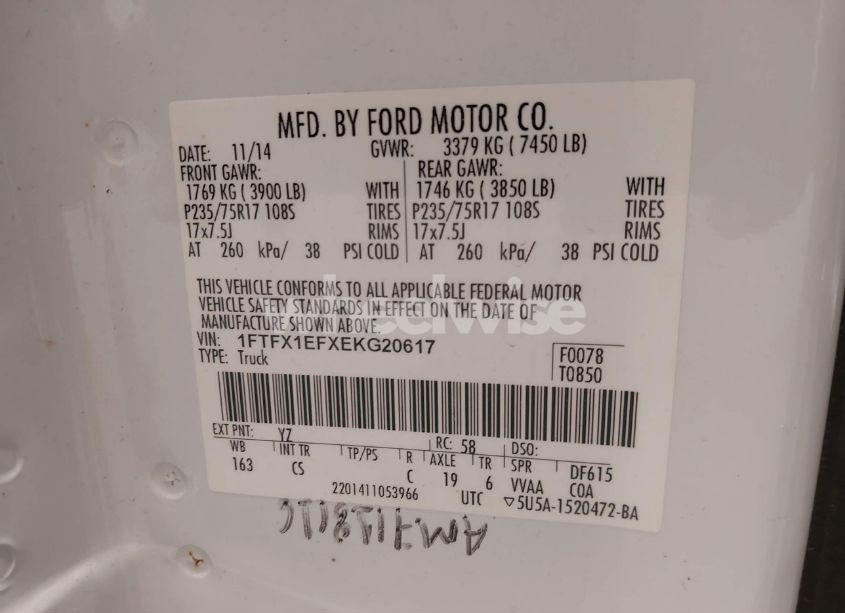 MFD. BY FORD MOTOR CO.
DATE: 11/14 GVWR: 3379 KG ( 7450 LB)
FRONT GAWR: REAR GAWR:
1769 KG ( 3900 LB) WITH 1746 KG ( 3850 LB) WITH
P235/75R17 108S TIRES P235/75R17 108S TIRES
17x7.5J RIMS 17x7.5J RIMS
AT 260 kPa/ 38 PSI COLD AT 260 kPa/ 38 PSI COLD
THIS VEHICLE CONFORMS TO ALL APPLICABLE FEDERAL MOTOR
VEHICLE SAFETY STANDARDS IN EFFECT ON THE DATE OF
MANUFACTURE SHOWN ABOVE.
VIN: 1FTFX1EFXEKG20617
TYPE: Truck
F0078
T0850
EXT PNT: YZ RC: 58 DSO:
WB INT TR TP/PS R AXLE TR SPR DF615
163 CS C 19 6 VVAA COA
2201411053966 UTC ▽5U5A-1520472-BA